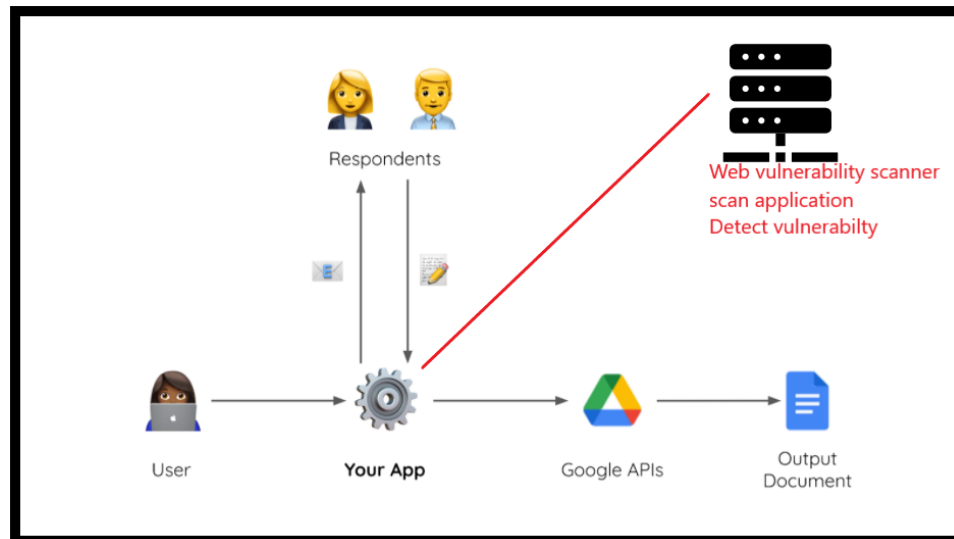 Respondents
Web vulnerability scanner
scan application
Detect vulnerabilty
User
Your App
Google APIs
Output
Document